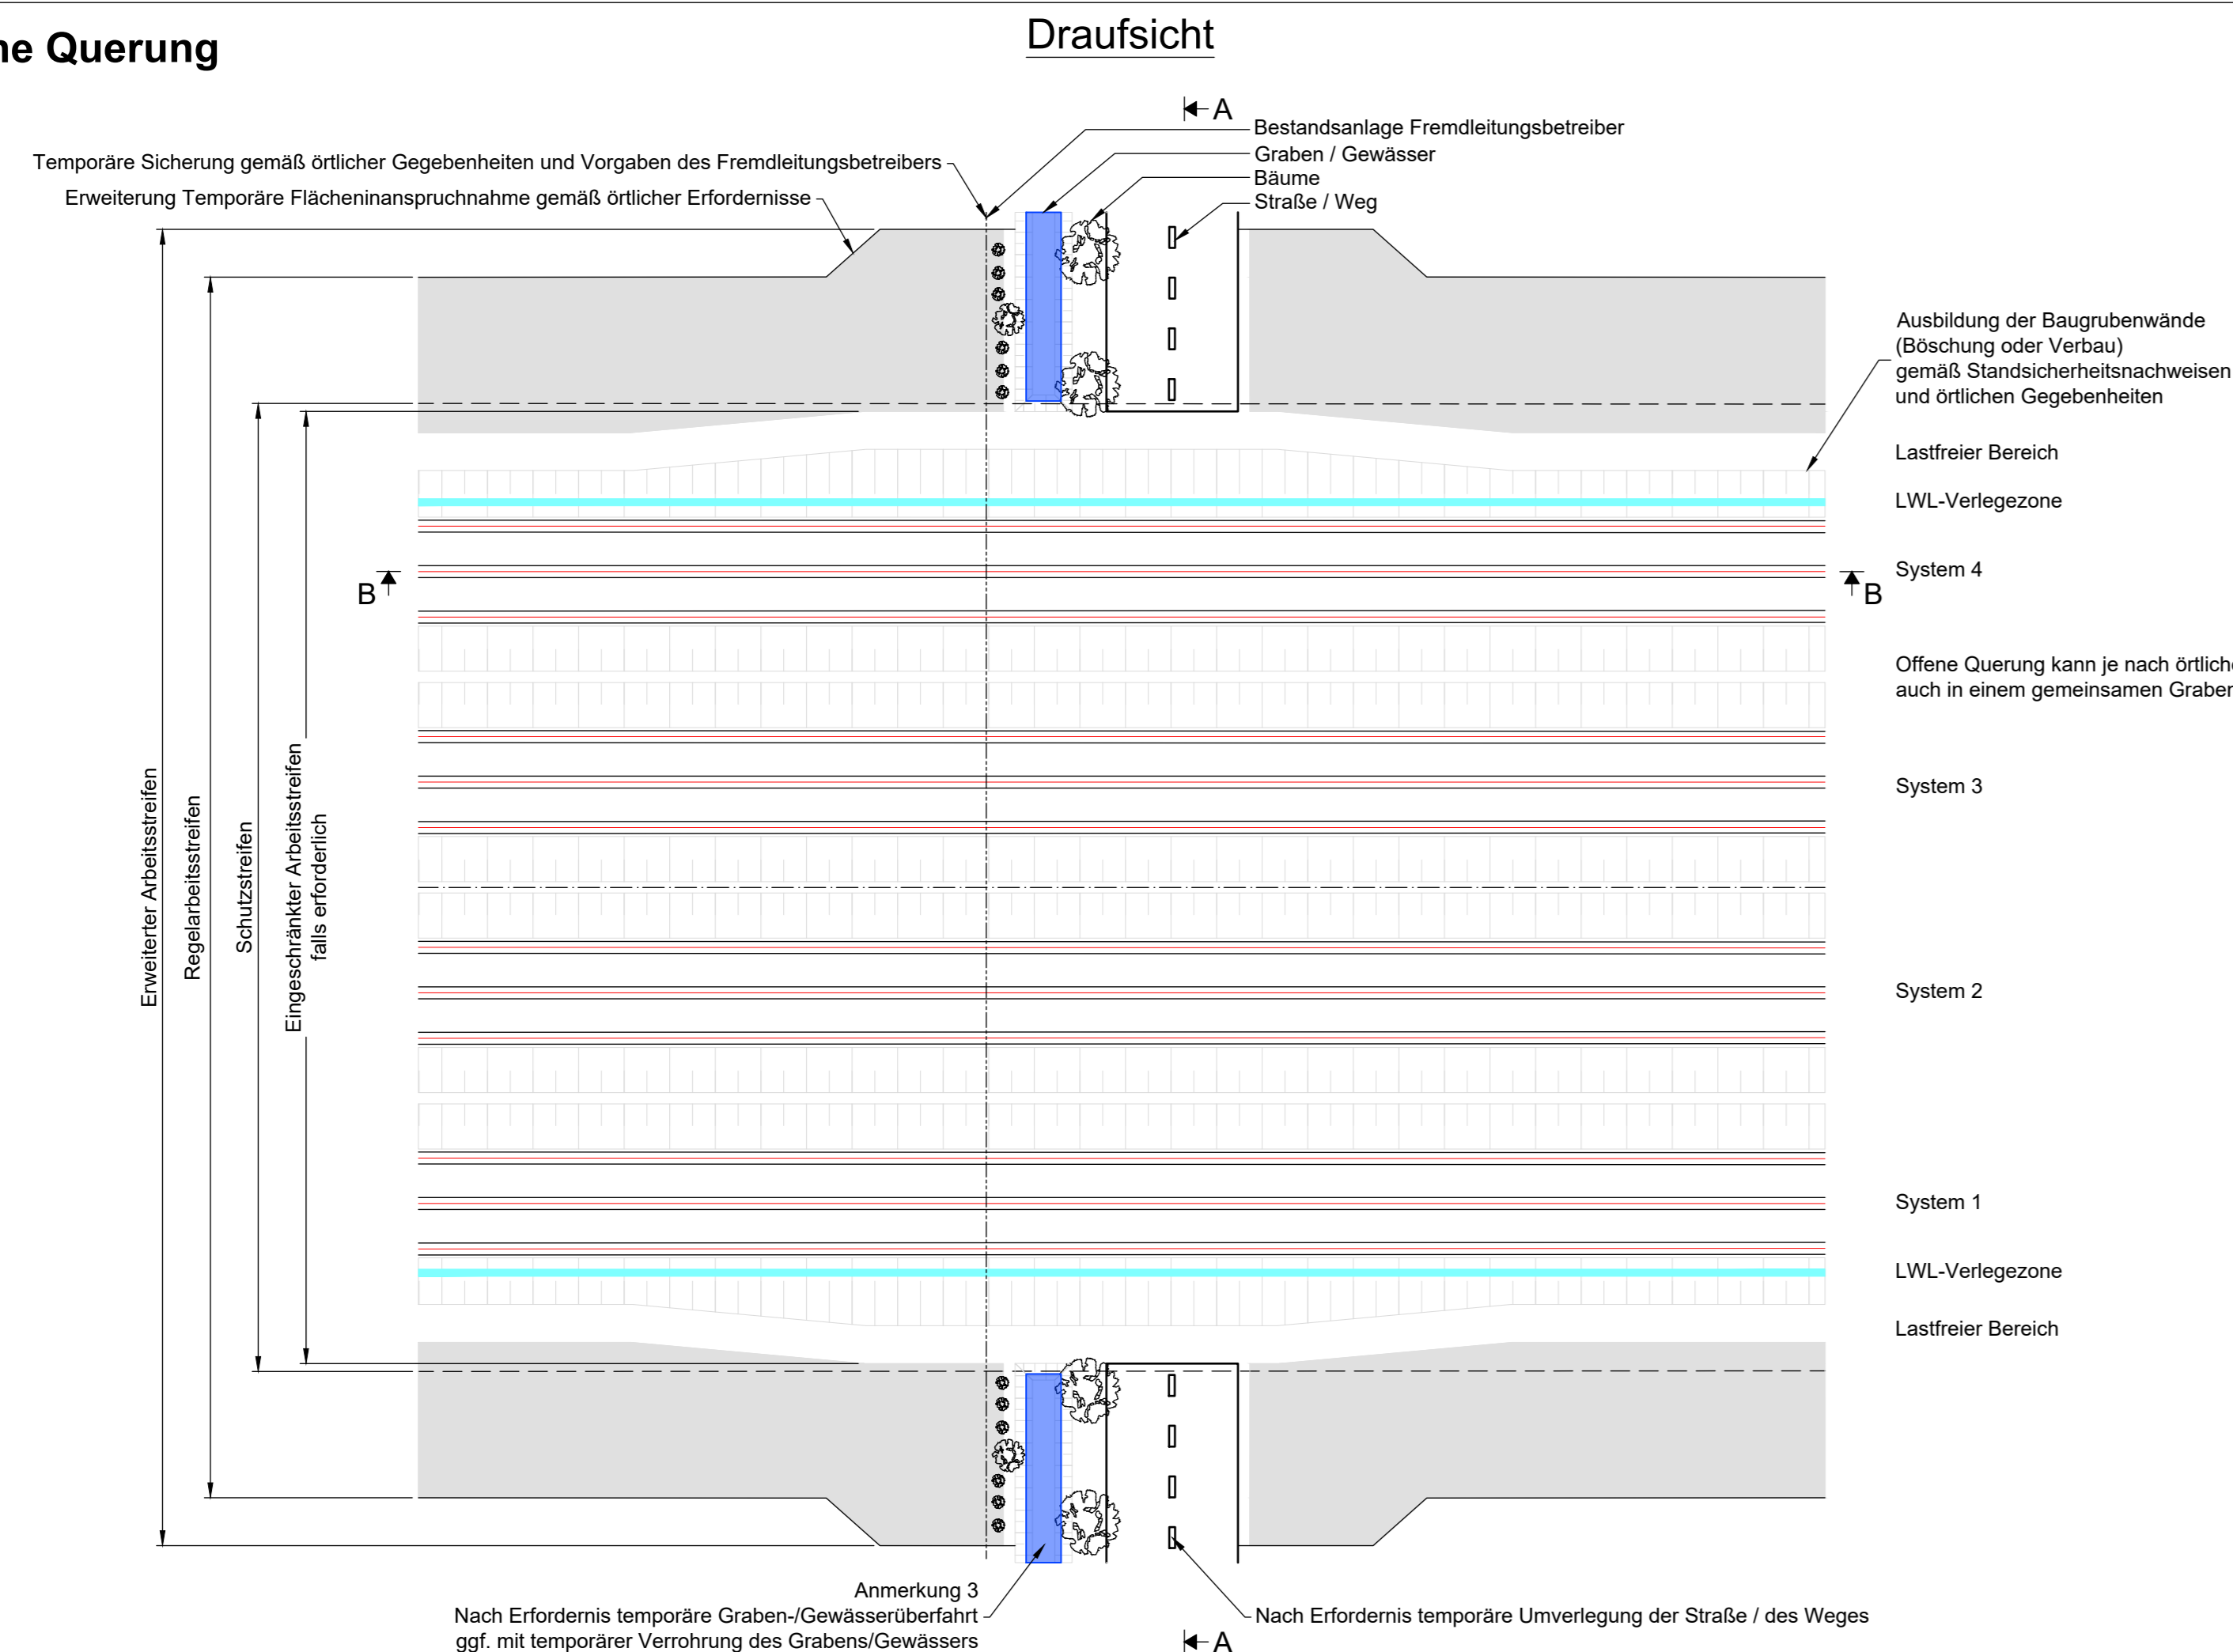 ne Querung
Draufsicht
A
Bestandsanlage Fremdleitungsbetreiber
Graben / Gewässer
Bäume
Straße / Weg
Temporäre Sicherung gemäß örtlicher Gegebenheiten und Vorgaben des Fremdleitungsbetreibers
Erweiterung Temporäre Flächeninanspruchnahme gemäß örtlicher Erfordernisse
Ausbildung der Baugrubenwände
(Böschung oder Verbau)
gemäß Standsicherheitsnachweisen
und örtlichen Gegebenheiten
Lastfreier Bereich
LWL-Verlegezone
System 4
B
B
Offene Querung kann je nach örtliche
auch in einem gemeinsamen Graben
System 3
Erweiterter Arbeitsstreifen
Regelarbeitsstreifen
Schutzstreifen
Eingeschränkter Arbeitsstreifen
falls erforderlich
System 2
System 1
LWL-Verlegezone
Lastfreier Bereich
Anmerkung 3
Nach Erfordernis temporäre Graben-/Gewässerüberfahrt
ggf. mit temporärer Verrohrung des Grabens/Gewässers
Nach Erfordernis temporäre Umverlegung der Straße / des Weges
A